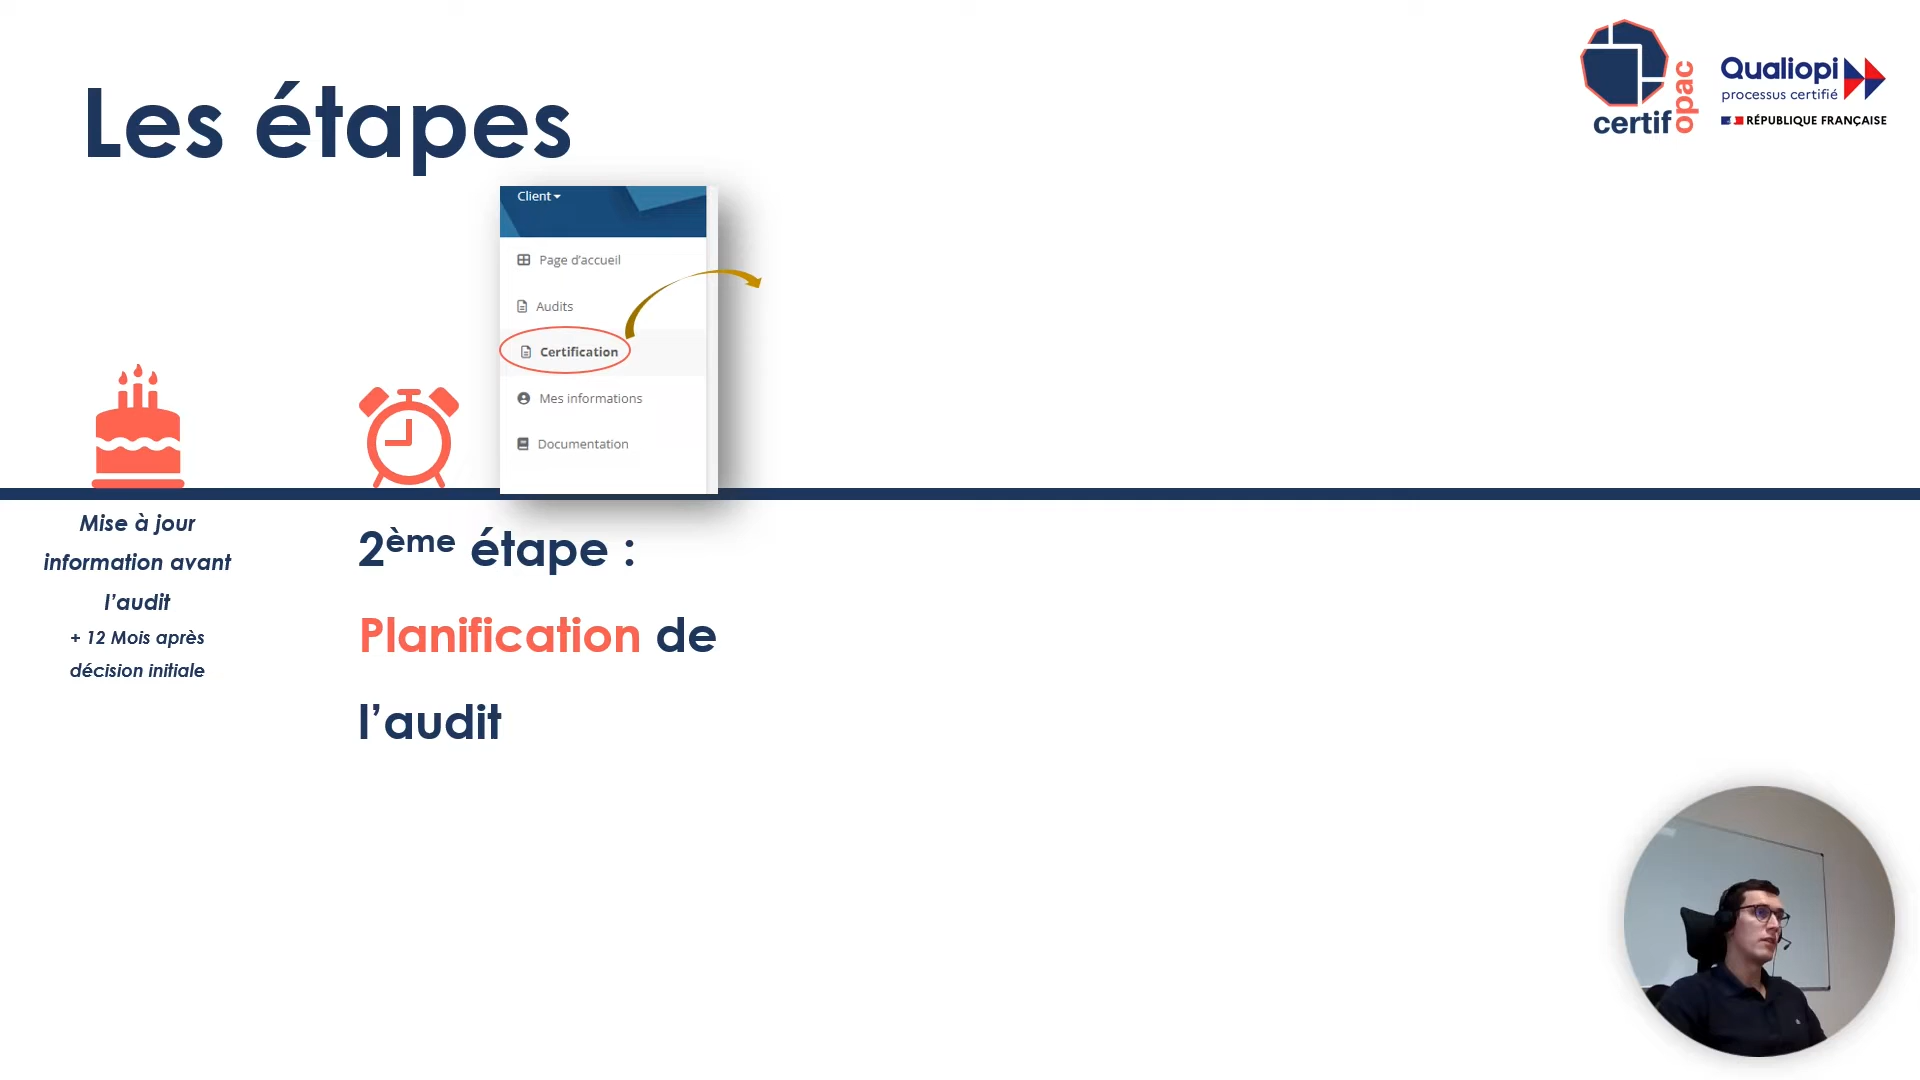 Les étapes
certif
opac
Qualiopi
processus certifié
RÉPUBLIQUE FRANÇAISE
Client
Page d'accueil
Audits
Certification
Mes informations
Documentation
Mise à jour
information avant
l’audit
+ 12 Mois après
décision initiale
2ème étape :
Planification de
l’audit